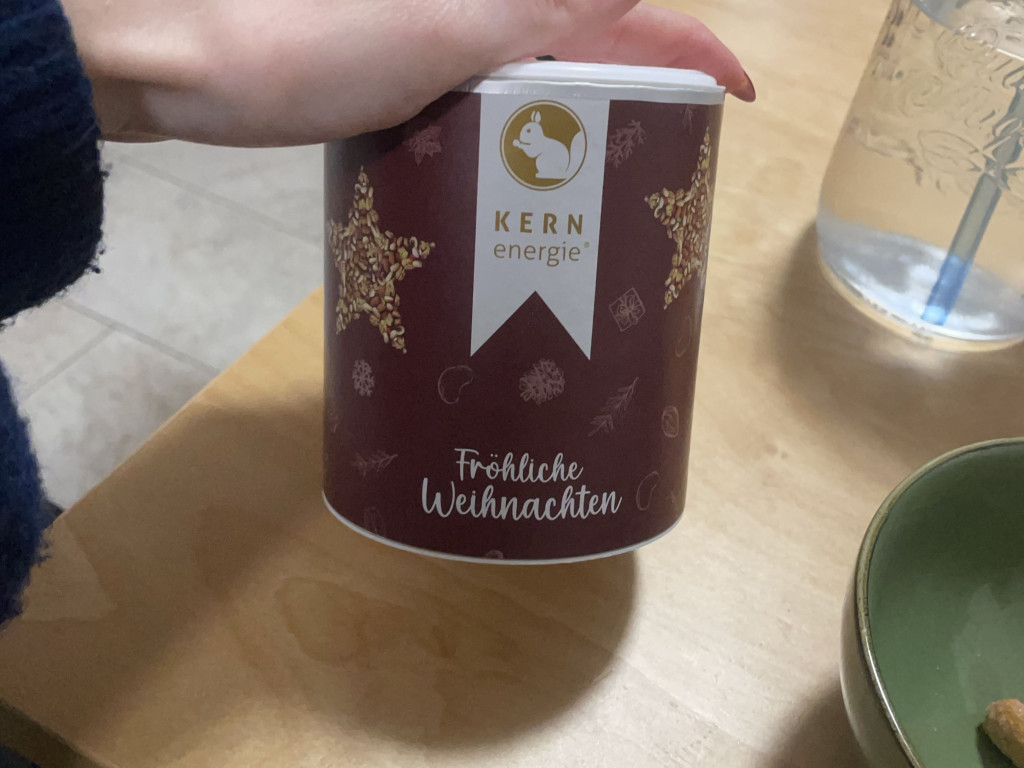 KERN
energie®
Fröhliche
Weihnachten